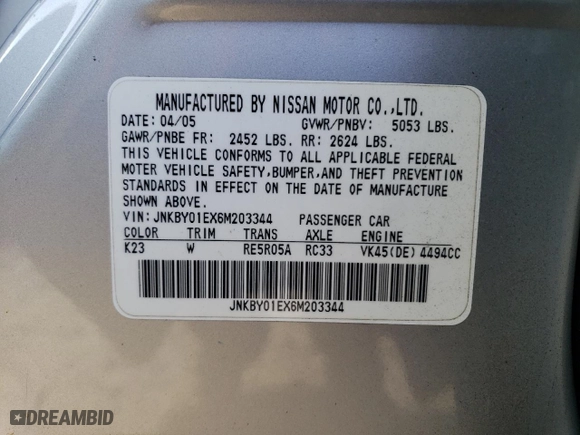 MANUFACTURED BY NISSAN MOTOR CO.,LTD.
DATE: 04/05 GVWR/PNBV: 5053 LBS.
GAWR/PNBE FR: 2452 LBS. RR: 2624 LBS.
THIS VEHICLE CONFORMS TO ALL APPLICABLE FEDERAL
MOTOR VEHICLE SAFETY,BUMPER,AND THEFT PREVENTION
STANDARDS IN EFFECT ON THE DATE OF MANUFACTURE
SHOWN ABOVE.
VIN:JNKBY01EX6M203344 PASSENGER CAR
COLOR TRIM TRANS AXLE ENGINE
K23 W RE5R05A RC33 VK45(DE) 4494CC
JNKBY01EX6M203344
DREAMBID